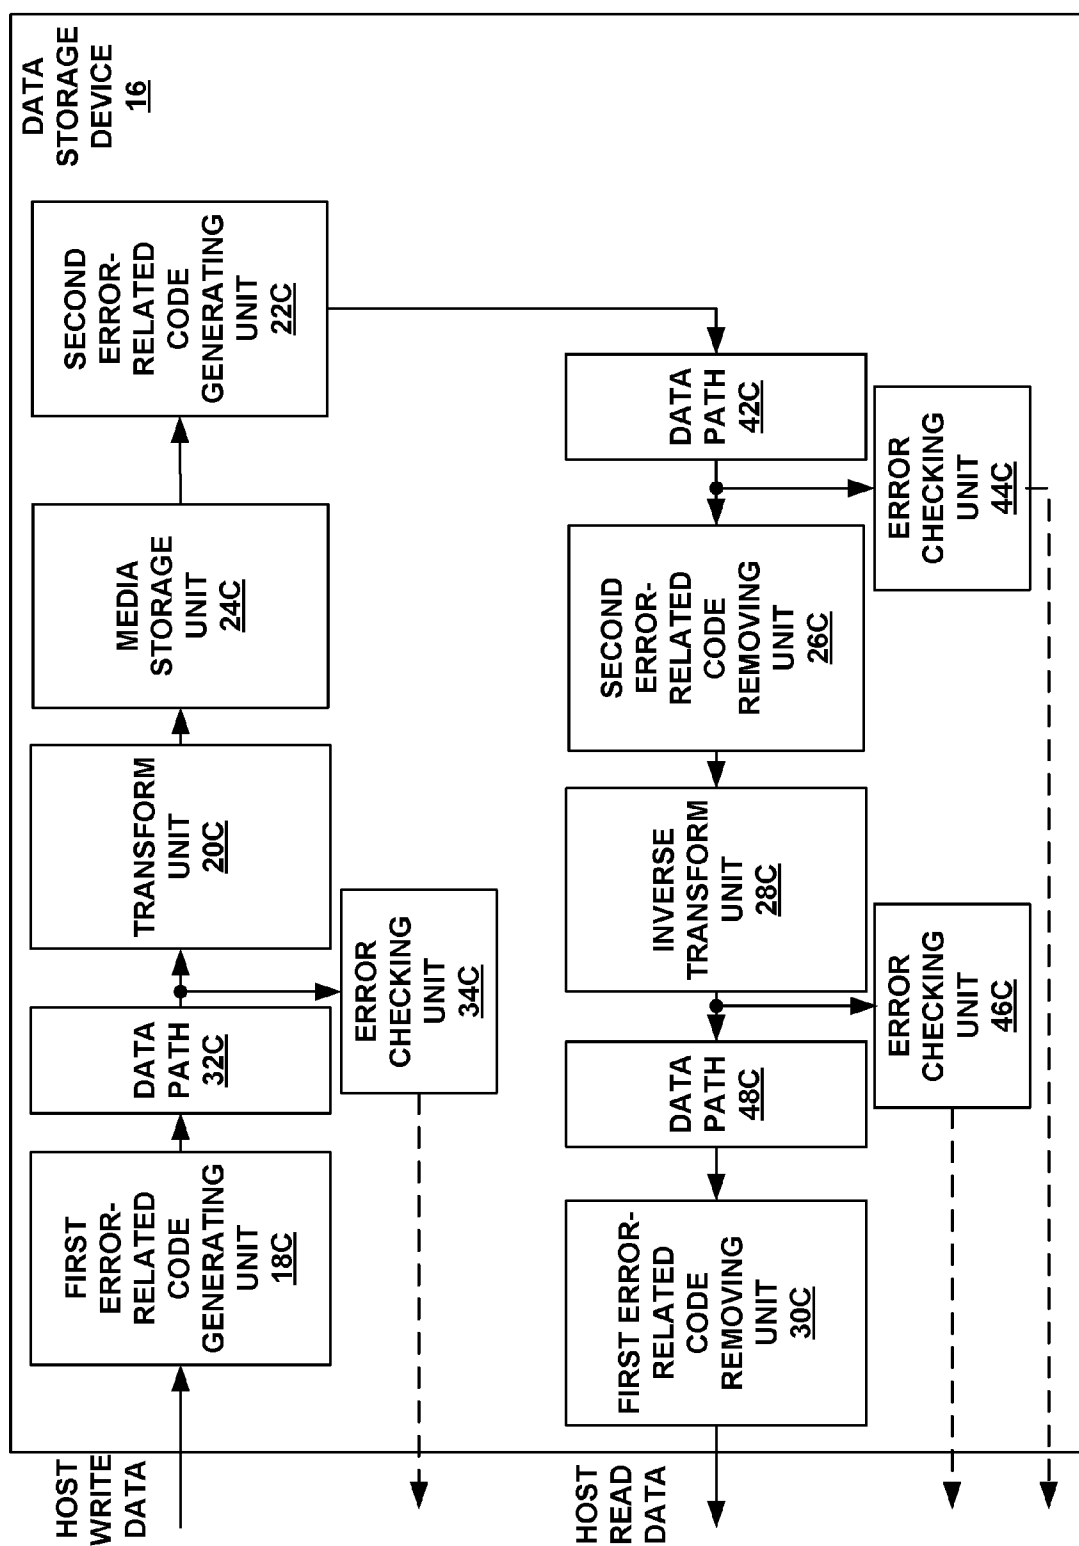 DATA
STORAGE
DEVICE
16
HOST
WRITE
DATA
FIRST
ERROR-
RELATED
CODE
GENERATING
UNIT
18C
DATA
PATH
32C
TRANSFORM
UNIT
20C
MEDIA
STORAGE
UNIT
24C
SECOND
ERROR-
RELATED
CODE
GENERATING
UNIT
22C
ERROR
CHECKING
UNIT
34C
HOST
READ
DATA
FIRST ERROR-
RELATED
CODE
REMOVING
UNIT
30C
DATA
PATH
48C
INVERSE
TRANSFORM
UNIT
28C
SECOND
ERROR-
RELATED
CODE
REMOVING
UNIT
26C
DATA
PATH
42C
ERROR
CHECKING
UNIT
46C
ERROR
CHECKING
UNIT
44C